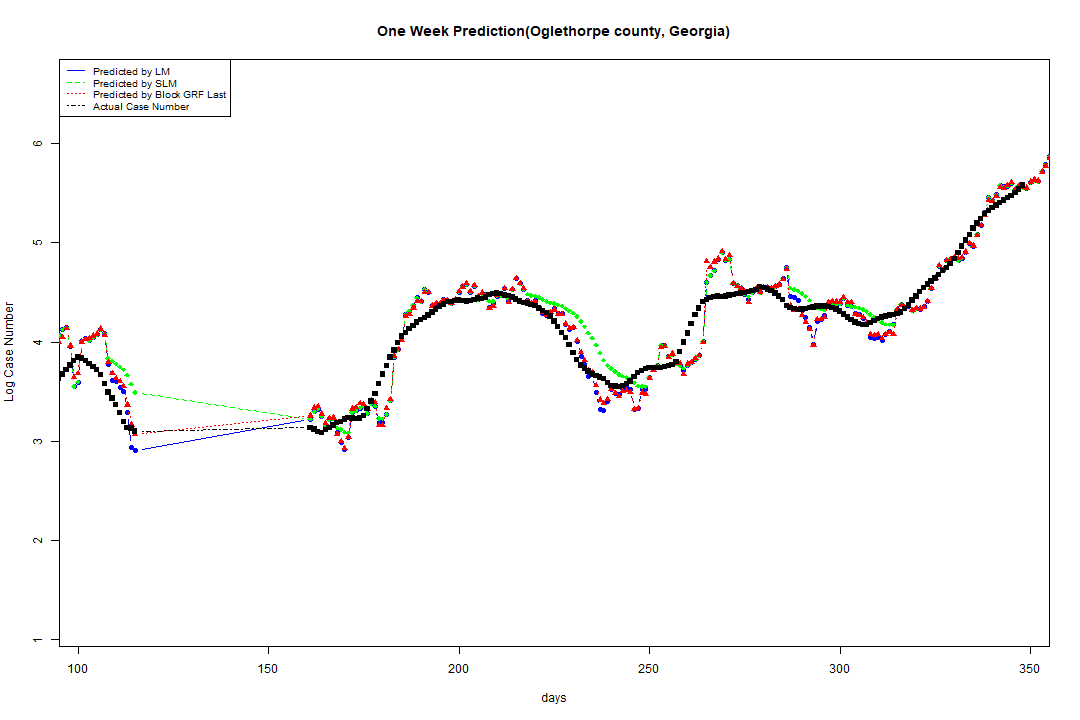 One Week Prediction(Oglethorpe county, Georgia)
Predicted by LM
Predicted by SLM
Predicted by Block GRF Last
Actual Case Number
Log Case Number
6
5
4
3
2
1
100 150 200 250 300 350
days